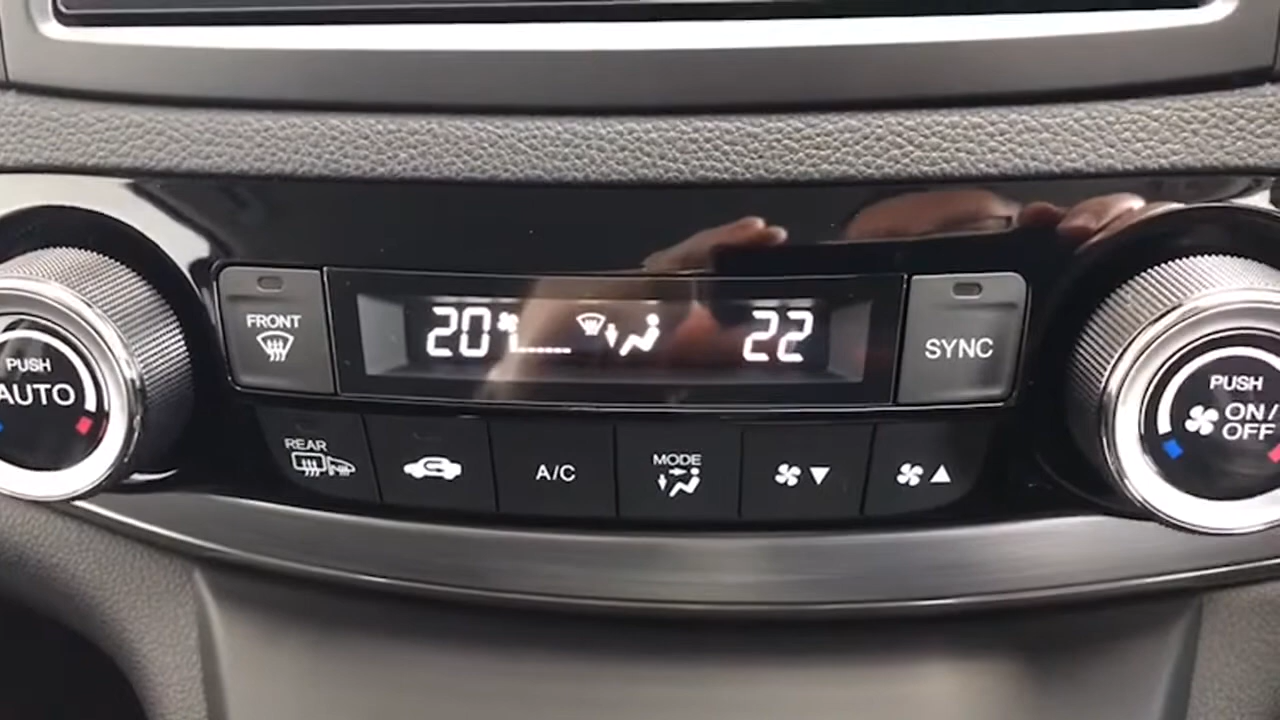 FRONT
20
22
SYNC
PUSH
AUTO
PUSH
ON/
OFF
REAR
A/C
MODE